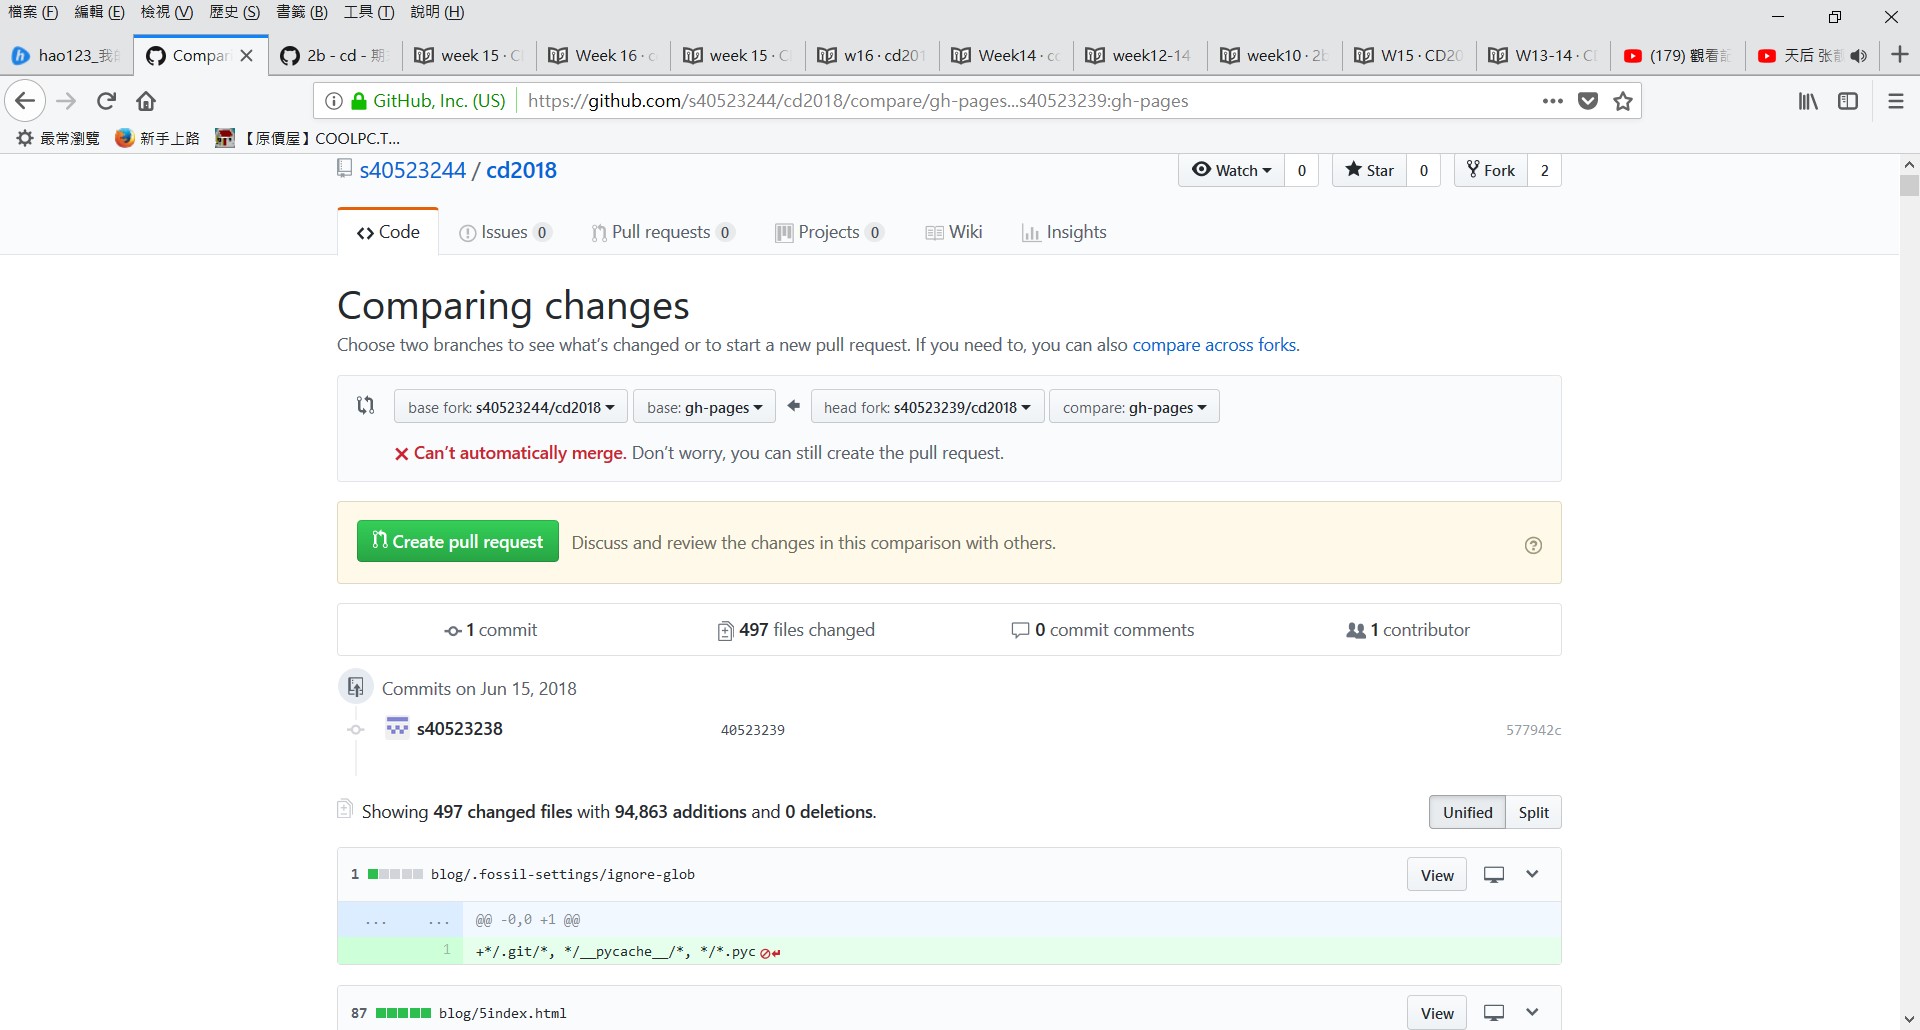 檔案 (F) 編輯 (E) 檢視 (V) 歷史 (S) 書籤 (B) 工具 (T) 說明 (H)
hao123_我 Compari 2b - cd - 期 week 15 · C Week 16 · c week 15 · C w16 · cd201 Week14 · cc week12-14 week10 · 2b W15 · CD20 W13-14 · C (179) 觀看記 天后 张靓
GitHub, Inc. (US) https://github.com/s40523244/cd2018/compare/gh-pages...s40523239:gh-pages
最常瀏覽 新手上路 【原價屋】COOLPC.T...
s40523244 / cd2018 Watch 0 Star 0 Fork 2
Code Issues 0 Pull requests 0 Projects 0 Wiki Insights
Comparing changes
Choose two branches to see what's changed or to start a new pull request. If you need to, you can also compare across forks.
base fork: s40523244/cd2018 base: gh-pages head fork: s40523239/cd2018 compare: gh-pages
Can't automatically merge. Don't worry, you can still create the pull request.
Create pull request Discuss and review the changes in this comparison with others.
1 commit 497 files changed 0 commit comments 1 contributor
Commits on Jun 15, 2018
s40523238 40523239 577942c
Showing 497 changed files with 94,863 additions and 0 deletions. Unified Split
1 blog/.fossil-settings/ignore-glob View
... ... @@ -0,0 +1 @@
1 +*/.git/*, */__pycache__/*, */*.pyc
87 blog/5index.html View